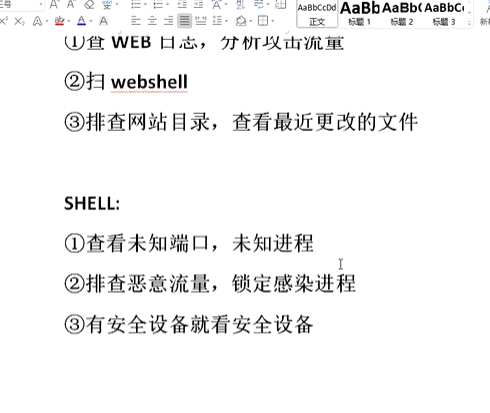 AaBbCcDd AaBb AaBb( AaBbC
正文 标题 1 标题 2 标题 3
①查 WEB 日志，分析攻击流量
②扫 webshell
③排查网站目录，查看最近更改的文件
SHELL:
①查看未知端口，未知进程
②排查恶意流量，锁定感染进程
③有安全设备就看安全设备